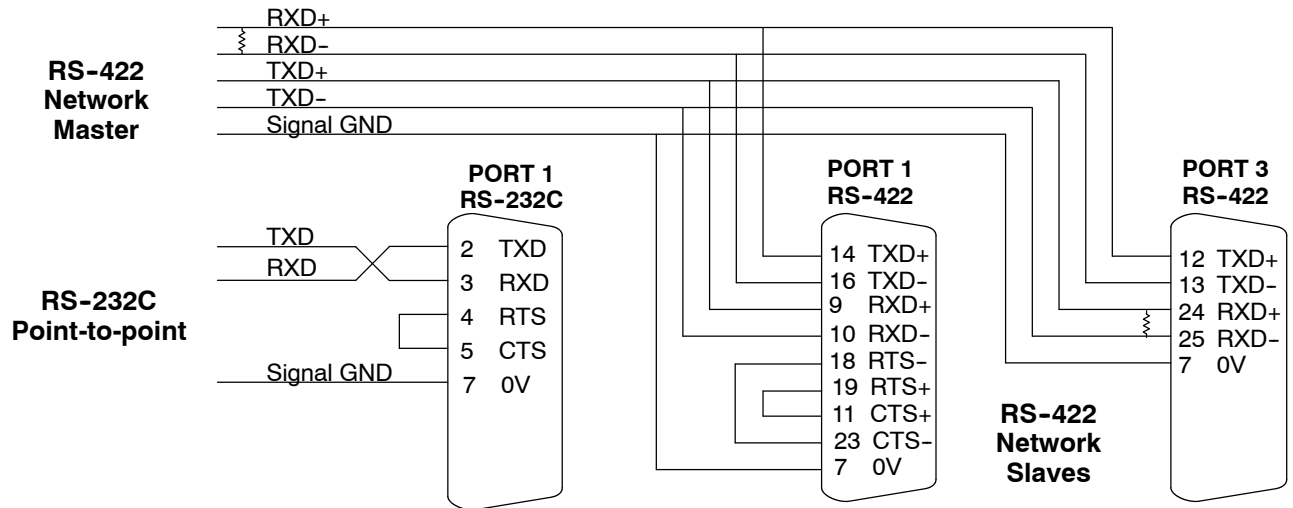 RXD+
RXD-
TXD+
TXD-
Signal GND
RS-422
Network
Master
PORT 1
RS-232C
TXD
RXD
Signal GND
RS-232C
Point-to-point
2 TXD
3 RXD
4 RTS
5 CTS
7 0V
PORT 1
RS-422
14 TXD+
16 TXD-
9 RXD+
10 RXD-
18 RTS-
19 RTS+
11 CTS+
23 CTS-
7 0V
RS-422
Network
Slaves
PORT 3
RS-422
12 TXD+
13 TXD-
24 RXD+
25 RXD-
7 0V